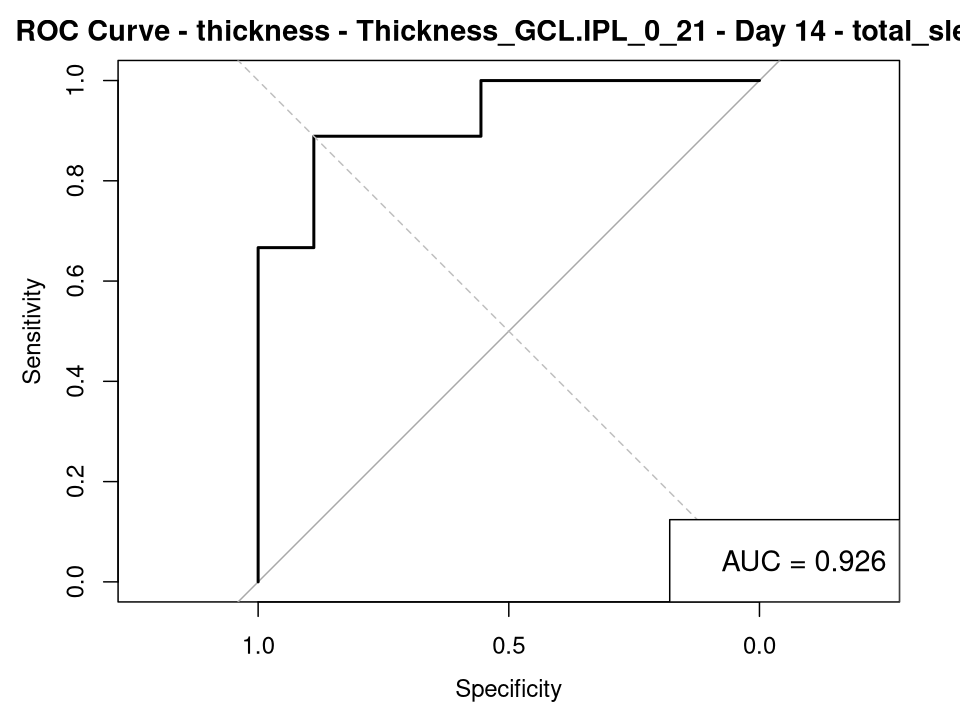 ROC Curve - thickness - Thickness_GCL.IPL_0_21 - Day 14 - total_sle
1.0
0.8
0.6
0.4
0.2
0.0
Sensitivity
AUC = 0.926
1.0 0.5 0.0
Specificity